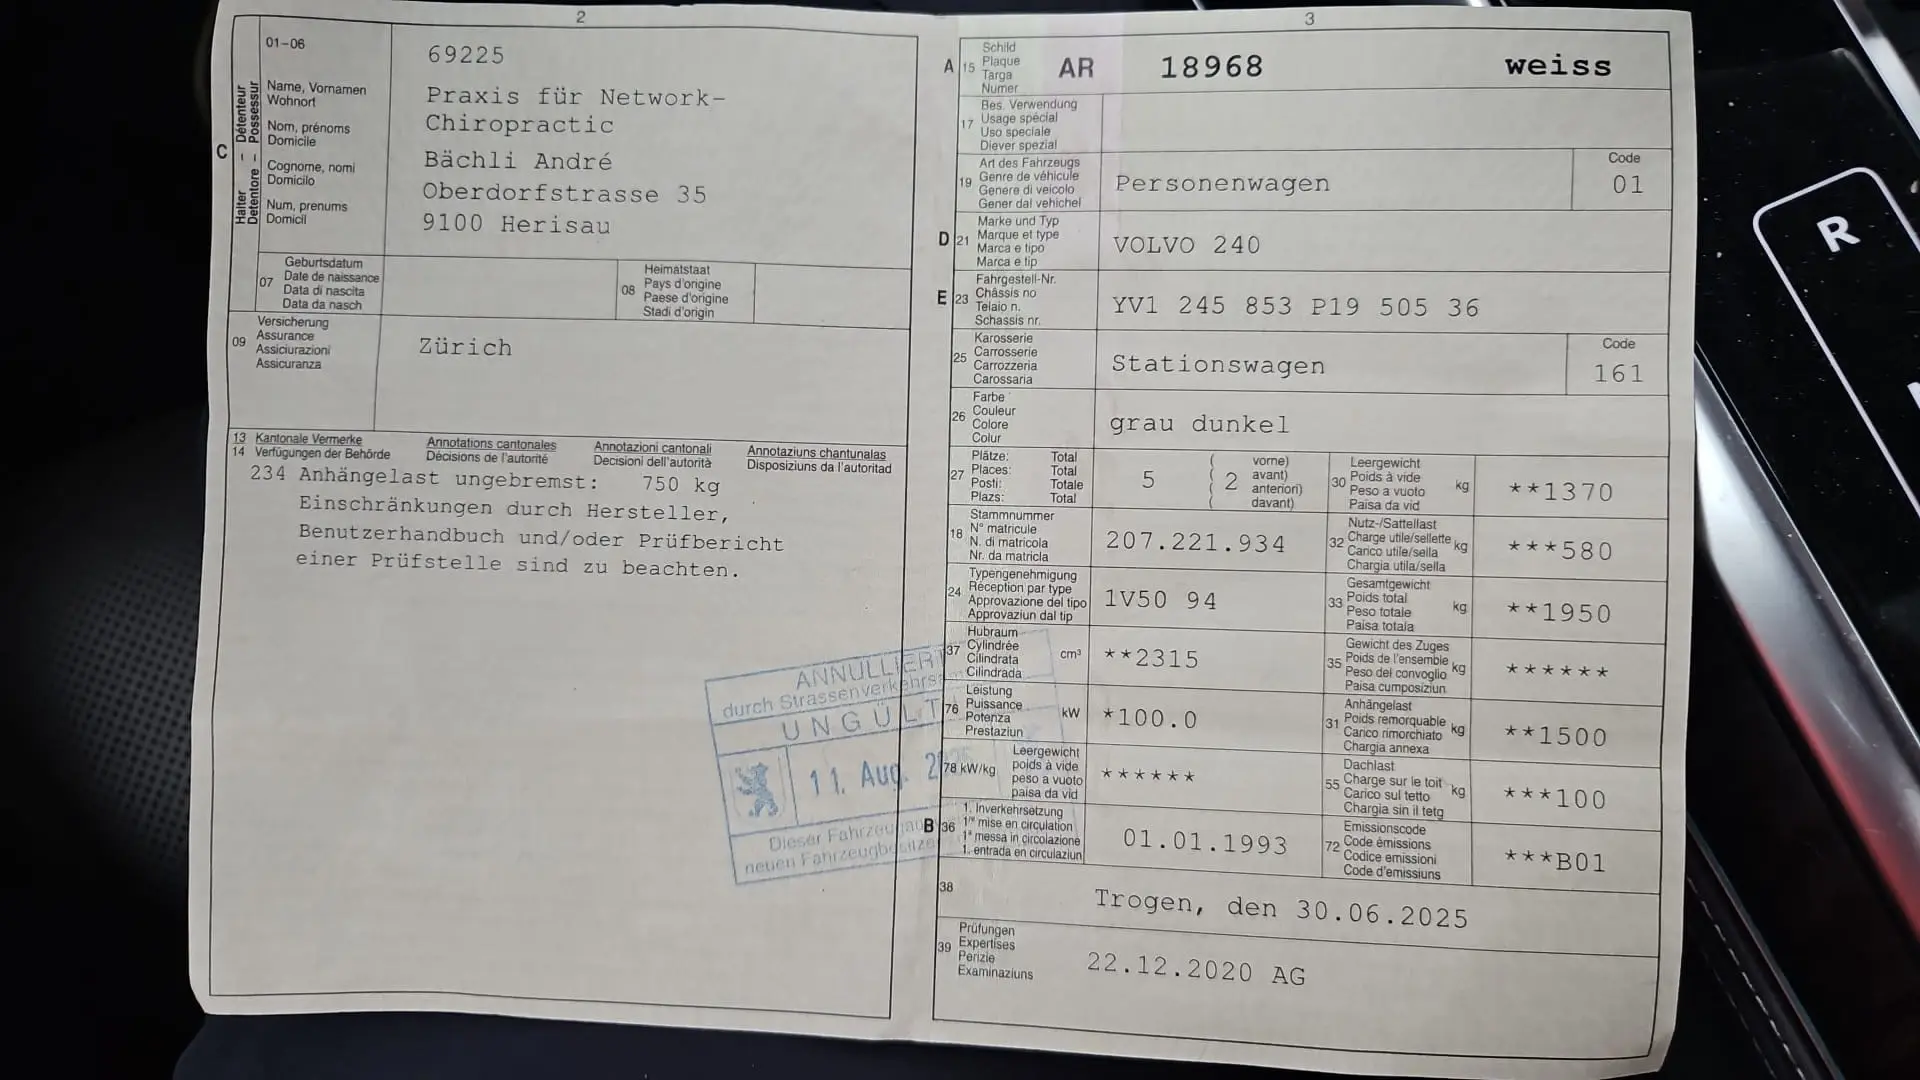 2
01-06
69225
C
Halter – Détenteur
Detentore – Possessur
Name, Vornamen
Wohnort
Nom, prénoms
Domicile
Cognome, nomi
Domicilo
Num, prenums
Domicil
Praxis für Network-
Chiropractic
Bächli André
Oberdorfstrasse 35
9100 Herisau
07
Geburtsdatum
Date de naissance
Data di nascita
Data da nasch
08
Heimatstaat
Pays d'origine
Paese d'origine
Stadi d'origin
09
Versicherung
Assurance
Assiciurazioni
Assicuranza
Zürich
13 Kantonale Vermerke Annotations cantonales Annotazioni cantonali Annotaziuns chantunalas
14 Verfügungen der Behörde Décisions de l'autorité Decisioni dell'autorità Disposiziuns da l'autoritad
234 Anhängelast ungebremst: 750 kg
Einschränkungen durch Hersteller,
Benutzerhandbuch und/oder Prüfbericht
einer Prüfstelle sind zu beachten.
ANNULLIERT
durch Strassenverkehrs
UNGÜLT
11. Aug. 2
Dieser Fahrzeu
neuen Fahrzeugbesitze
3
A 15
Schild
Plaque
Targa
Numer
AR 18968 weiss
17
Bes. Verwendung
Usage spécial
Uso speciale
Diever spezial
19
Art des Fahrzeugs
Genre de véhicule
Genere di veicolo
Gener dal vehichel
Personenwagen
Code
01
D 21
Marke und Typ
Marque et type
Marca e tipo
Marca e tip
VOLVO 240
E 23
Fahrgestell-Nr.
Châssis no
Telaio n.
Schassis nr.
YV1 245 853 P19 505 36
25
Karosserie
Carrosserie
Carrozzeria
Carossaria
Stationswagen
Code
161
26
Farbe
Couleur
Colore
Colur
grau dunkel
27
Plätze: Total
Places: Total
Posti: Totale
Plazs: Total
5
( 2
vorne)
avant)
anteriori)
davant)
30
Leergewicht
Poids à vide
Peso a vuoto
Paisa da vid
kg
**1370
18
Stammnummer
N° matricule
N. di matricola
Nr. da matricla
207.221.934
32
Nutz-/Sattellast
Charge utile/sellette
Carico utile/sella
Chargia utila/sella
kg
***580
24
Typengenehmigung
Réception par type
Approvazione del tipo
Approvaziun dal tip
1V50 94
33
Gesamtgewicht
Poids total
Peso totale
Paisa totala
kg
**1950
37
Hubraum
Cylindrée
Cilindrata
Cilindrada
cm³
**2315
35
Gewicht des Zuges
Poids de l'ensemble
Peso del convoglio
Paisa cumposiziun
kg
******
76
Leistung
Puissance
Potenza
Prestaziun
kW
*100.0
31
Anhängelast
Poids remorquable
Carico rimorchiato
Chargia annexa
kg
**1500
78 kW/kg
Leergewicht
poids à vide
peso a vuoto
paisa da vid
******
55
Dachlast
Charge sur le toit
Carico sul tetto
Chargia sin il tetg
kg
***100
B 36
1. Inverkehrsetzung
1re mise en circulation
1a messa in circolazione
1. entrada en circulaziun
01.01.1993
72
Emissionscode
Code émissions
Codice emissioni
Code d'emissiuns
***B01
38
Trogen, den 30.06.2025
39
Prüfungen
Expertises
Perizie
Examinaziuns
22.12.2020 AG
R